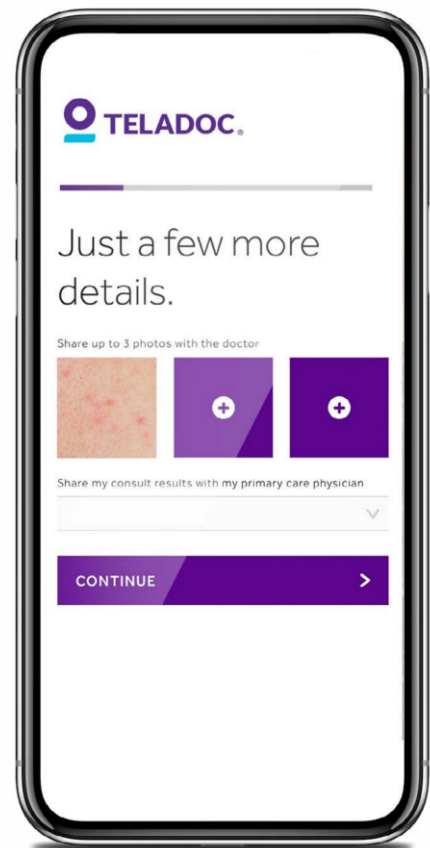 TELADOC®
Just a few more
details.
Share up to 3 photos with the doctor
Share my consult results with my primary care physician
CONTINUE